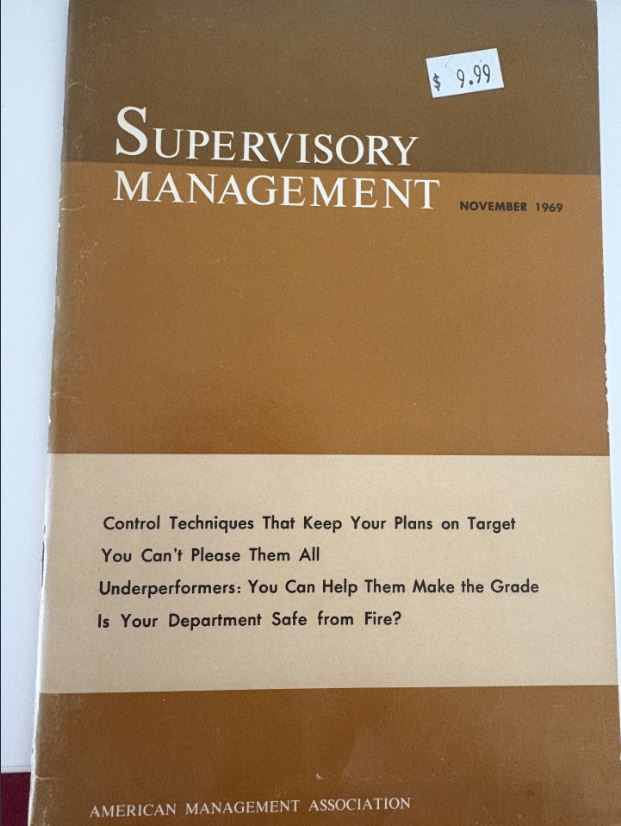 $ 9.99
SUPERVISORY
MANAGEMENT NOVEMBER 1969
Control Techniques That Keep Your Plans on Target
You Can't Please Them All
Underperformers: You Can Help Them Make the Grade
Is Your Department Safe from Fire?
AMERICAN MANAGEMENT ASSOCIATION